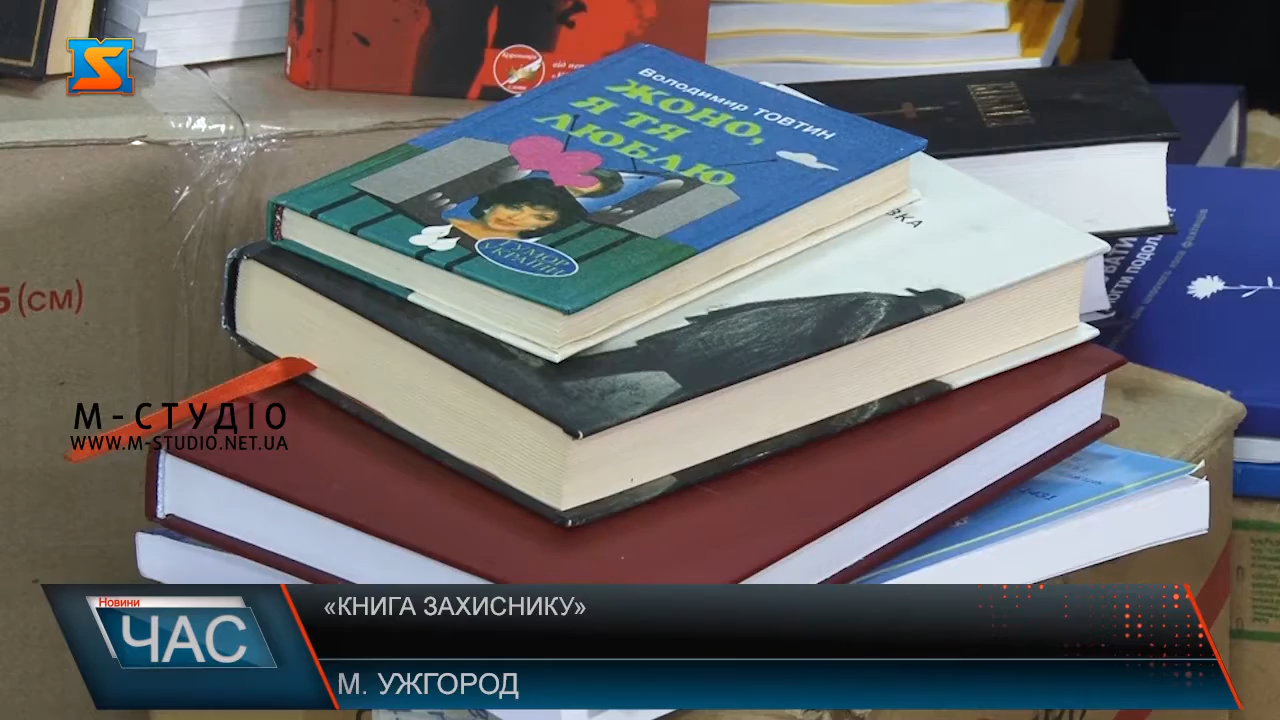 Володимир ТОВТИН
ЖОНО,
Я ТЯ
ЛЮБЛЮ
ГУМОР
УКРАЇНИ
5 (СМ)
М-СТУДІО
WWW.M-STUDIO.NET.UA
Новини
ЧАС
«КНИГА ЗАХИСНИКУ»
М. УЖГОРОД